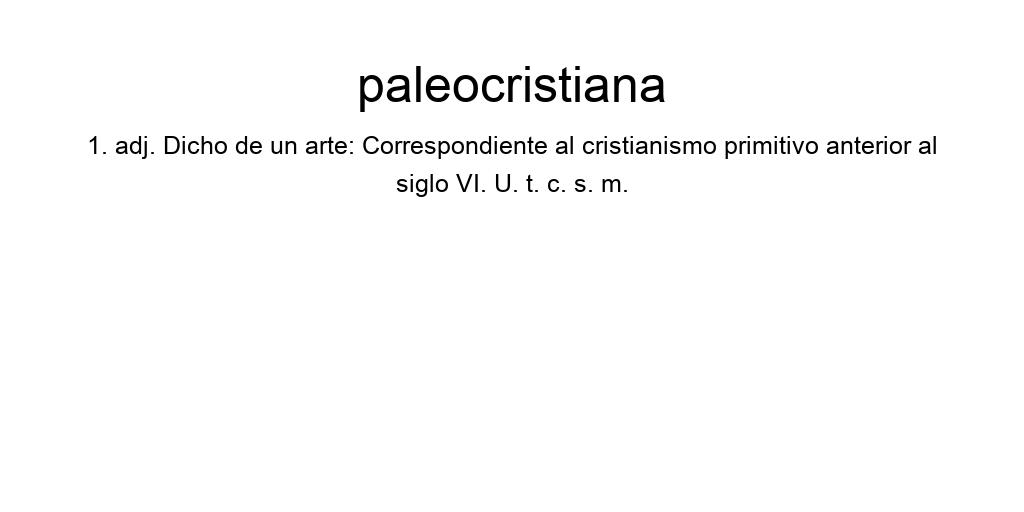 paleocristiana
1. adj. Dicho de un arte: Correspondiente al cristianismo primitivo anterior al
siglo VI. U. t. c. s. m.